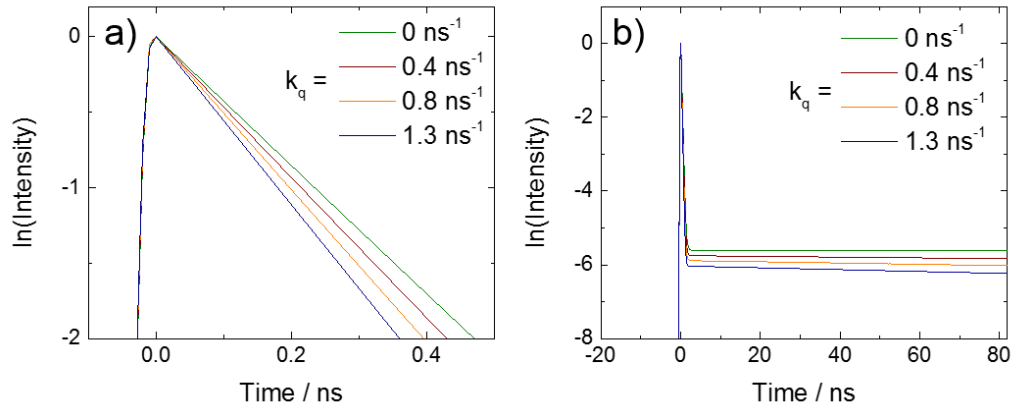 a)
0 ns⁻¹
0.4 ns⁻¹
k_q =
0.8 ns⁻¹
1.3 ns⁻¹
0
-1
-2
ln(Intensity)
0.0
0.2
0.4
Time / ns
b)
0 ns⁻¹
0.4 ns⁻¹
k_q =
0.8 ns⁻¹
1.3 ns⁻¹
0
-2
-4
-6
-8
ln(Intensity)
-20
0
20
40
60
80
Time / ns